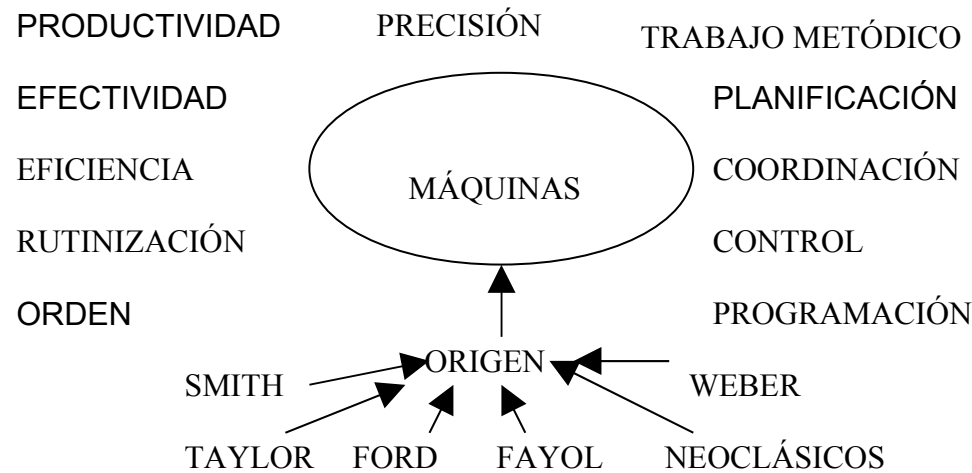 PRODUCTIVIDAD PRECISIÓN TRABAJO METÓDICO
EFECTIVIDAD PLANIFICACIÓN
EFICIENCIA MÁQUINAS COORDINACIÓN
RUTINIZACIÓN CONTROL
ORDEN PROGRAMACIÓN
ORIGEN
SMITH WEBER
TAYLOR FORD FAYOL NEOCLÁSICOS